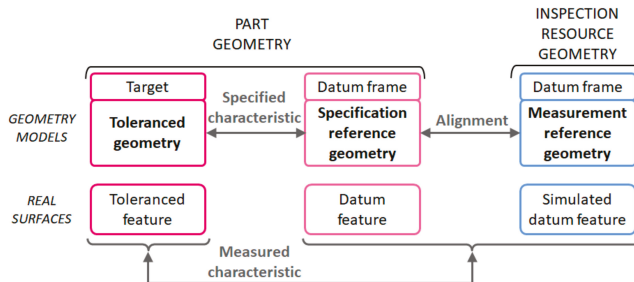 PART
GEOMETRY
INSPECTION
RESOURCE
GEOMETRY
Target
Datum frame
Datum frame
GEOMETRY
MODELS
Toleranced
geometry
Specified
characteristic
Specification
reference
geometry
Alignment
Measurement
reference
geometry
REAL
SURFACES
Toleranced
feature
Datum
feature
Simulated
datum feature
Measured
characteristic